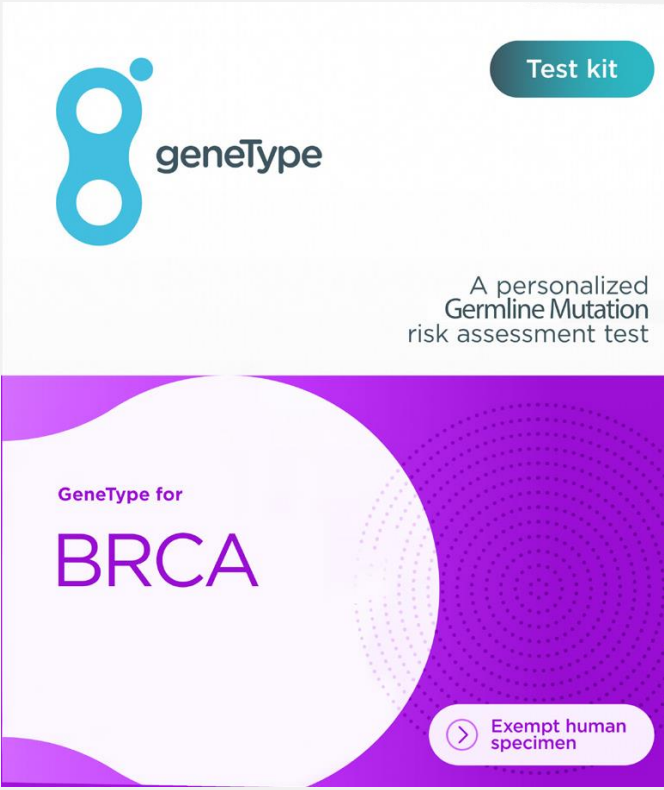 Test kit
geneType
A personalized
Germline Mutation
risk assessment test
GeneType for
BRCA
Exempt human
specimen